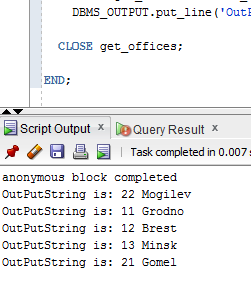 DBMS_OUTPUT.put_line('OutP
CLOSE get_offices;
END;
Script Output x
Query Result x
Task completed in 0.007 s
anonymous block completed
OutPutString is: 22 Mogilev
OutPutString is: 11 Grodno
OutPutString is: 12 Brest
OutPutString is: 13 Minsk
OutPutString is: 21 Gomel